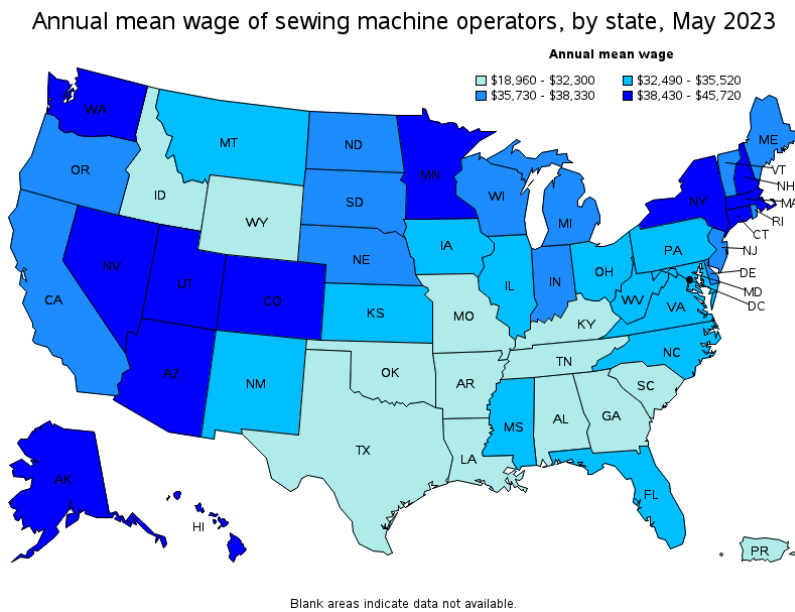 Annual mean wage of sewing machine operators, by state, May 2023
Annual mean wage
$18,960 - $32,300
$32,490 - $35,520
$35,730 - $38,330
$38,430 - $45,720
WA
MT
ND
MN
ME
OR
ID
SD
WI
MI
VT
NH
MA
RI
CT
NY
WY
IA
PA
NJ
NE
IL
IN
OH
DE
MD
DC
NV
UT
CO
KS
MO
WV
VA
KY
CA
NC
TN
AZ
NM
OK
AR
SC
MS
AL
GA
TX
LA
FL
AK
HI
PR
Blank areas indicate data not available.